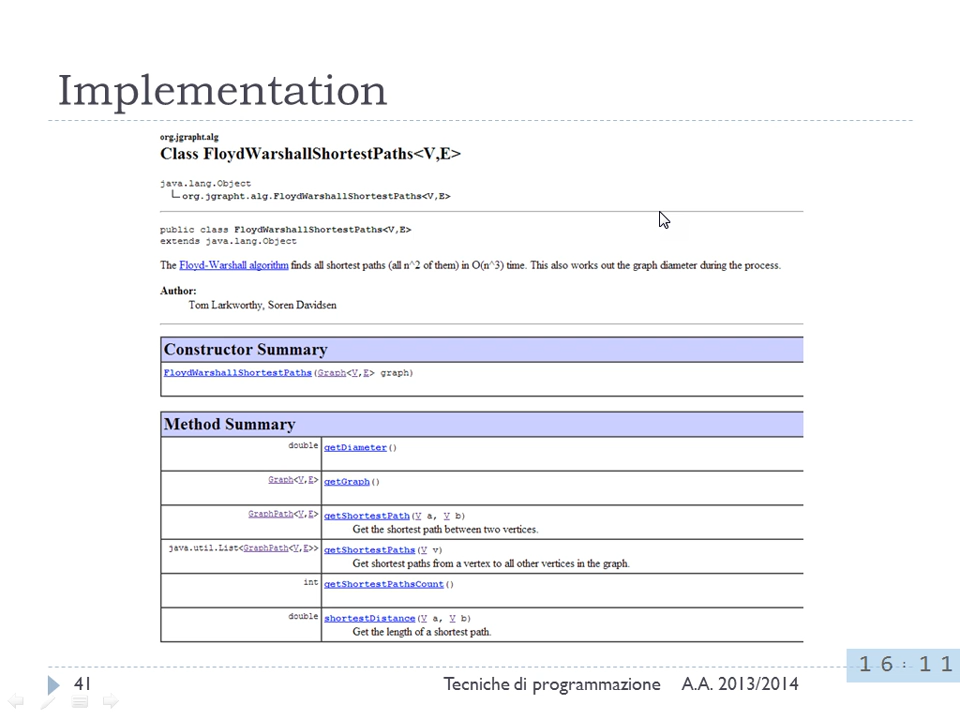 Implementation
org.jgrapht.alg
Class FloydWarshallShortestPaths<V,E>
java.lang.Object
org.jgrapht.alg.FloydWarshallShortestPaths<V,E>
public class FloydWarshallShortestPaths<V,E>
extends java.lang.Object
The Floyd-Warshall algorithm finds all shortest paths (all n^2 of them) in O(n^3) time. This also works out the graph diameter during the process.
Author:
Tom Larkworthy, Soren Davidsen
Constructor Summary
FloydWarshallShortestPaths(Graph<V,E> graph)
Method Summary
double getDiameter()
Graph<V,E> getGraph()
GraphPath<V,E> getShortestPath(V a, V b)
Get the shortest path between two vertices.
java.util.List<GraphPath<V,E>> getShortestPaths(V v)
Get shortest paths from a vertex to all other vertices in the graph.
int getShortestPathsCount()
double shortestDistance(V a, V b)
Get the length of a shortest path.
16:11
41 Tecniche di programmazione A.A. 2013/2014